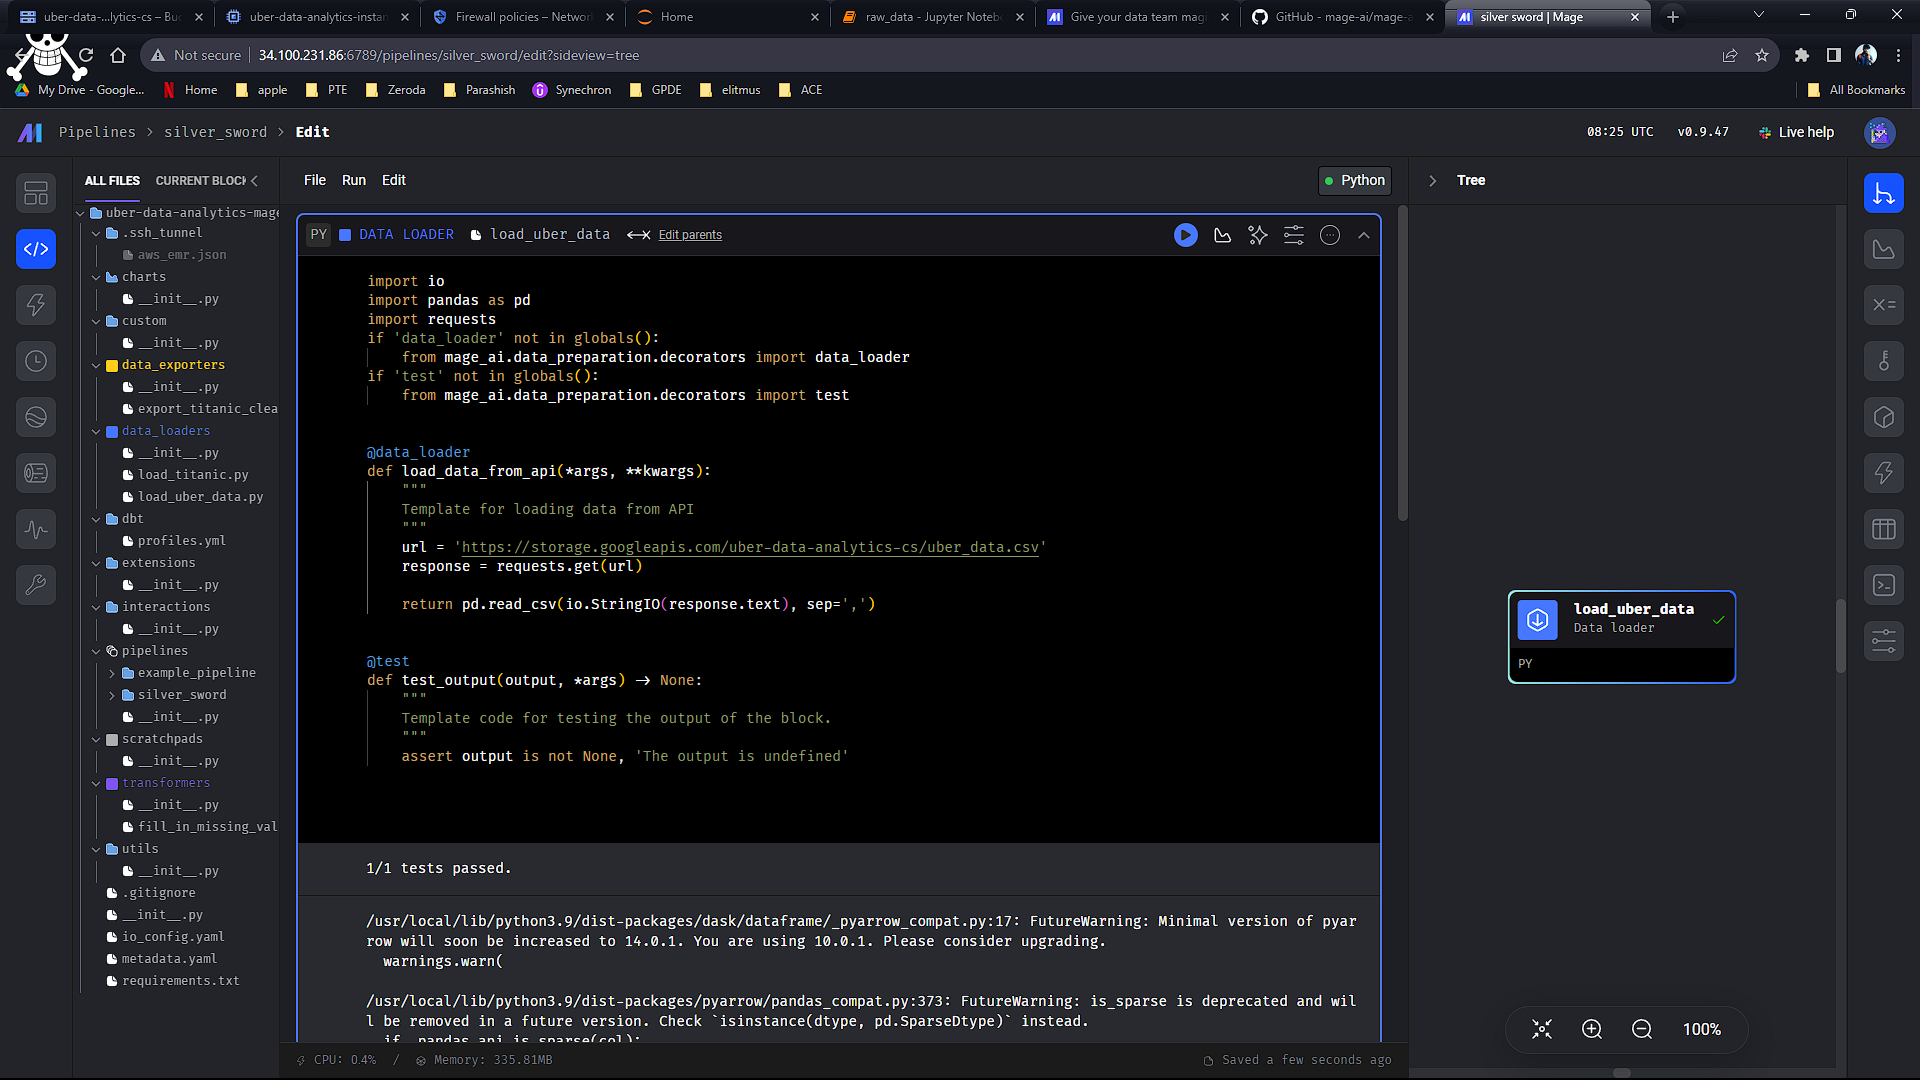 uber-data-...lytics-cs – Buc
uber-data-analytics-instan
Firewall policies – Networ
Home
raw_data - Jupyter Noteb
Give your data team magi
GitHub - mage-ai/mage-a
silver sword | Mage
Not secure
34.100.231.86:6789/pipelines/silver_sword/edit?sideview=tree
My Drive - Google...
Home
apple
PTE
Zeroda
Parashish
Synechron
GPDE
elitmus
ACE
All Bookmarks
Pipelines > silver_sword > Edit
08:25 UTC
v0.9.47
Live help
ALL FILES
CURRENT BLOCK
File
Run
Edit
Python
Tree
uber-data-analytics-mage
.ssh_tunnel
aws_emr.json
charts
__init__.py
custom
__init__.py
data_exporters
__init__.py
export_titanic_clea
data_loaders
__init__.py
load_titanic.py
load_uber_data.py
dbt
profiles.yml
extensions
__init__.py
interactions
__init__.py
pipelines
example_pipeline
silver_sword
__init__.py
scratchpads
__init__.py
transformers
__init__.py
fill_in_missing_val
utils
__init__.py
.gitignore
__init__.py
io_config.yaml
metadata.yaml
requirements.txt
PY DATA LOADER load_uber_data Edit parents
import io
import pandas as pd
import requests
if 'data_loader' not in globals():
    from mage_ai.data_preparation.decorators import data_loader
if 'test' not in globals():
    from mage_ai.data_preparation.decorators import test
@data_loader
def load_data_from_api(*args, **kwargs):
    """
    Template for loading data from API
    """
    url = 'https://storage.googleapis.com/uber-data-analytics-cs/uber_data.csv'
    response = requests.get(url)
    return pd.read_csv(io.StringIO(response.text), sep=',')
@test
def test_output(output, *args) -> None:
    """
    Template code for testing the output of the block.
    """
    assert output is not None, 'The output is undefined'
1/1 tests passed.
/usr/local/lib/python3.9/dist-packages/dask/dataframe/_pyarrow_compat.py:17: FutureWarning: Minimal version of pyar
row will soon be increased to 14.0.1. You are using 10.0.1. Please consider upgrading.
  warnings.warn(
/usr/local/lib/python3.9/dist-packages/pyarrow/pandas_compat.py:373: FutureWarning: is_sparse is deprecated and wil
l be removed in a future version. Check `isinstance(dtype, pd.SparseDtype)` instead.
  if _pandas_api.is_sparse(col):
load_uber_data
Data loader
PY
100%
CPU: 0.4% / Memory: 335.81MB
Saved a few seconds ago